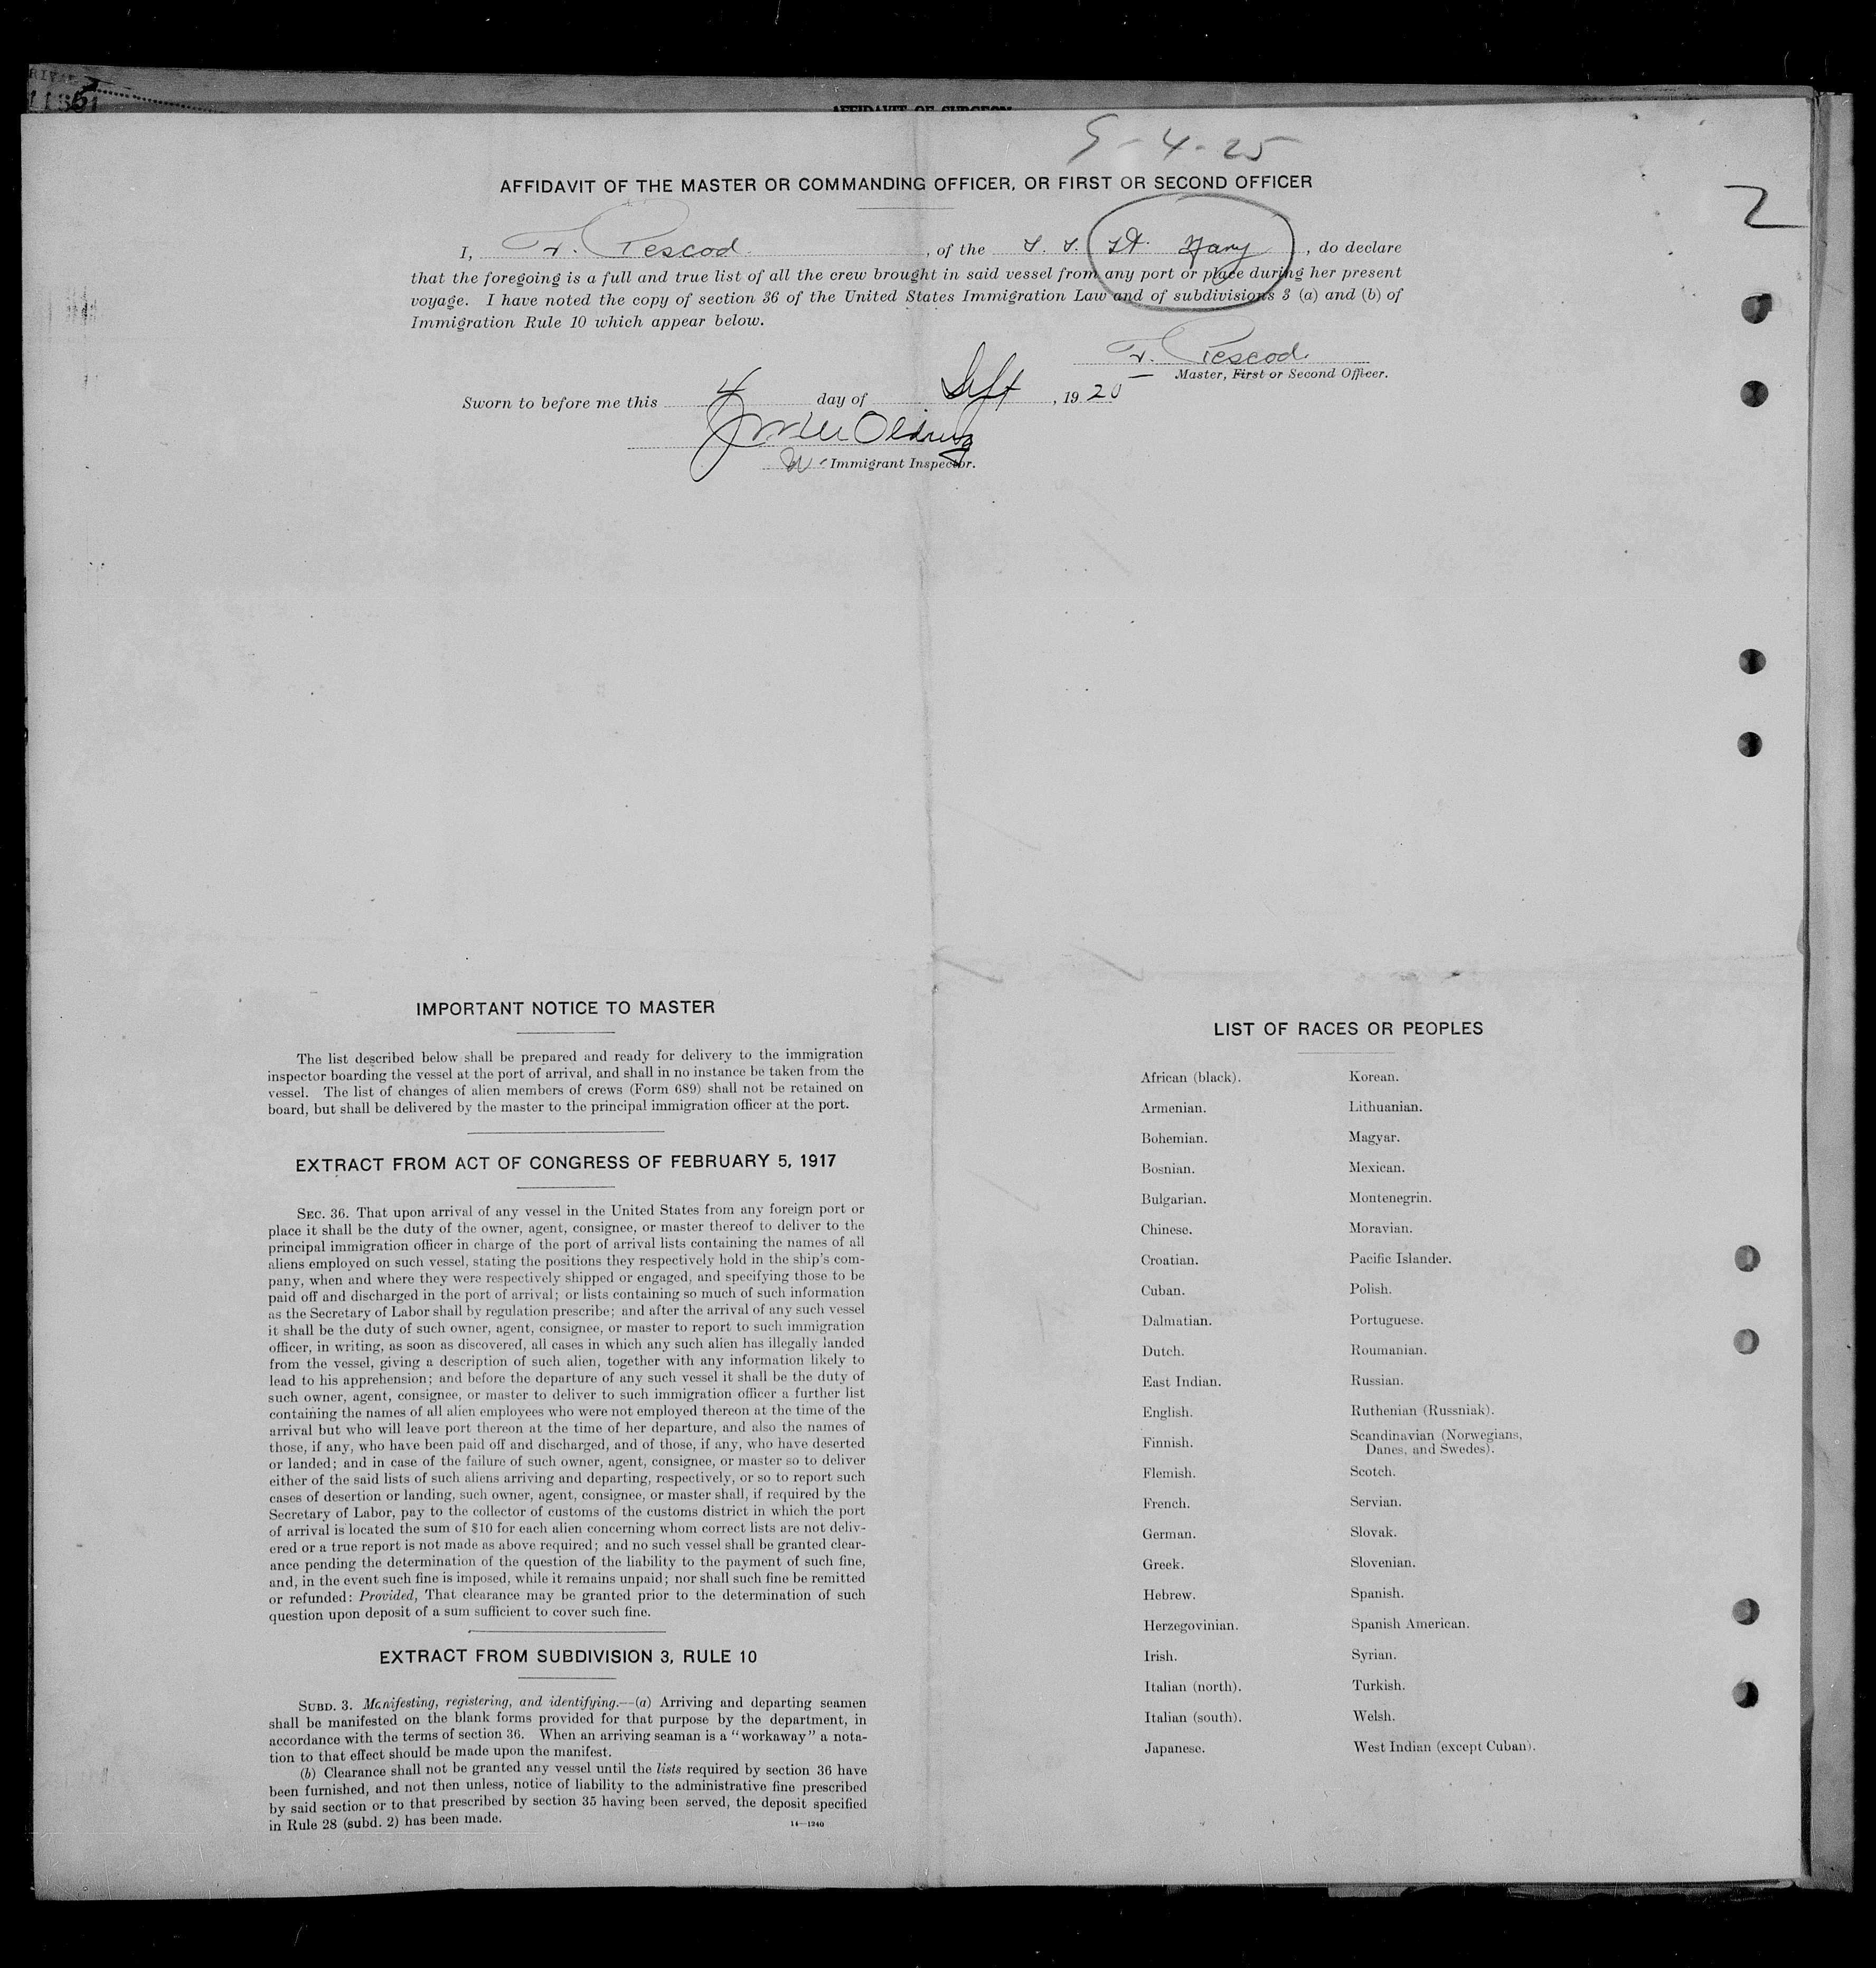 AFFIDAVIT OF SURGEON
9-4-25
AFFIDAVIT OF THE MASTER OR COMMANDING OFFICER, OR FIRST OR SECOND OFFICER
2
I, Pescod, of the S. S. St. Mary, do declare
that the foregoing is a full and true list of all the crew brought in said vessel from any port or place during her present
voyage. I have noted the copy of section 36 of the United States Immigration Law and of subdivisions 3 (a) and (b) of
Immigration Rule 10 which appear below.
Pescod
Master, First or Second Officer.
Sworn to before me this 4 day of Sept, 19 25
Immigrant Inspector.
IMPORTANT NOTICE TO MASTER
The list described below shall be prepared and ready for delivery to the immigration
inspector boarding the vessel at the port of arrival, and shall in no instance be taken from the
vessel. The list of changes of alien members of crews (Form 689) shall not be retained on
board, but shall be delivered by the master to the principal immigration officer at the port.
EXTRACT FROM ACT OF CONGRESS OF FEBRUARY 5, 1917
SEC. 36. That upon arrival of any vessel in the United States from any foreign port or
place it shall be the duty of the owner, agent, consignee, or master thereof to deliver to the
principal immigration officer in charge of the port of arrival lists containing the names of all
aliens employed on such vessel, stating the positions they respectively hold in the ship's com-
pany, when and where they were respectively shipped or engaged, and specifying those to be
paid off and discharged in the port of arrival; or lists containing so much of such information
as the Secretary of Labor shall by regulation prescribe; and after the arrival of any such vessel
it shall be the duty of such owner, agent, consignee, or master to report to such immigration
officer, in writing, as soon as discovered, all cases in which any such alien has illegally landed
from the vessel, giving a description of such alien, together with any information likely to
lead to his apprehension; and before the departure of any such vessel it shall be the duty of
such owner, agent, consignee, or master to deliver to such immigration officer a further list
containing the names of all alien employees who were not employed thereon at the time of the
arrival but who will leave port thereon at the time of her departure, and also the names of
those, if any, who have been paid off and discharged, and of those, if any, who have deserted
or landed; and in case of the failure of such owner, agent, consignee, or master so to deliver
either of the said lists of such aliens arriving and departing, respectively, or so to report such
cases of desertion or landing, such owner, agent, consignee, or master shall, if required by the
Secretary of Labor, pay to the collector of customs of the customs district in which the port
of arrival is located the sum of $10 for each alien concerning whom correct lists are not deliv-
ered or a true report is not made as above required; and no such vessel shall be granted clear-
ance pending the determination of the question of the liability to the payment of such fine,
and, in the event such fine is imposed, while it remains unpaid; nor shall such fine be remitted
or refunded: Provided, That clearance may be granted prior to the determination of such
question upon deposit of a sum sufficient to cover such fine.
EXTRACT FROM SUBDIVISION 3, RULE 10
SUBD. 3. Manifesting, registering, and identifying.—(a) Arriving and departing seamen
shall be manifested on the blank forms provided for that purpose by the department, in
accordance with the terms of section 36. When an arriving seaman is a "workaway" a nota-
tion to that effect should be made upon the manifest.
(b) Clearance shall not be granted any vessel until the lists required by section 36 have
been furnished, and not then unless, notice of liability to the administrative fine prescribed
by said section or to that prescribed by section 35 having been served, the deposit specified
in Rule 28 (subd. 2) has been made.
14—1240
LIST OF RACES OR PEOPLES
African (black). Korean.
Armenian. Lithuanian.
Bohemian. Magyar.
Bosnian. Mexican.
Bulgarian. Montenegrin.
Chinese. Moravian.
Croatian. Pacific Islander.
Cuban. Polish.
Dalmatian. Portuguese.
Dutch. Roumanian.
East Indian. Russian.
English. Ruthenian (Russniak).
Finnish. Scandinavian (Norwegians,
Danes, and Swedes).
Flemish. Scotch.
French. Servian.
German. Slovak.
Greek. Slovenian.
Hebrew. Spanish.
Herzegovinian. Spanish American.
Irish. Syrian.
Italian (north). Turkish.
Italian (south). Welsh.
Japanese. West Indian (except Cuban).